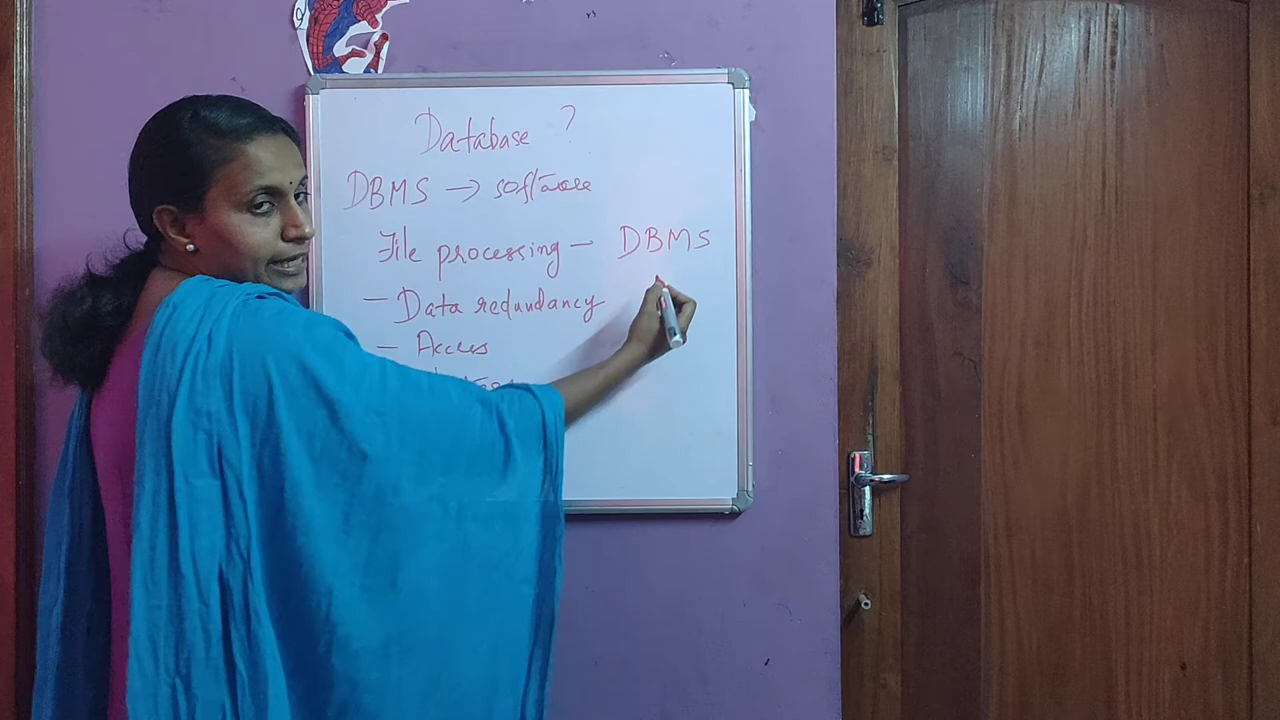 Database ?
DBMS → software
File processing — DBMS
— Data redundancy
— Access